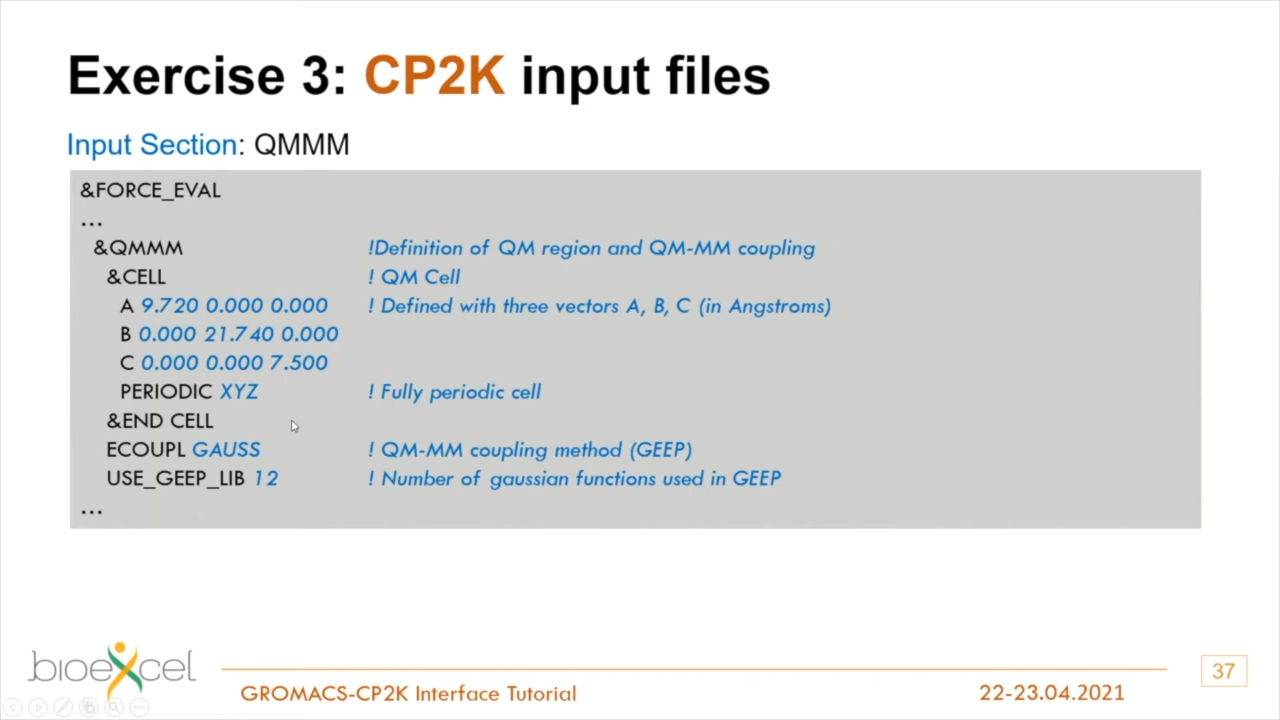 Exercise 3: CP2K input files
Input Section: QMMM
&FORCE_EVAL
...
&QMMM !Definition of QM region and QM-MM coupling
&CELL ! QM Cell
A 9.720 0.000 0.000 ! Defined with three vectors A, B, C (in Angstroms)
B 0.000 21.740 0.000
C 0.000 0.000 7.500
PERIODIC XYZ ! Fully periodic cell
&END CELL
ECOUPL GAUSS ! QM-MM coupling method (GEEP)
USE_GEEP_LIB 12 ! Number of gaussian functions used in GEEP
...
bioexcel
GROMACS-CP2K Interface Tutorial
22-23.04.2021
37